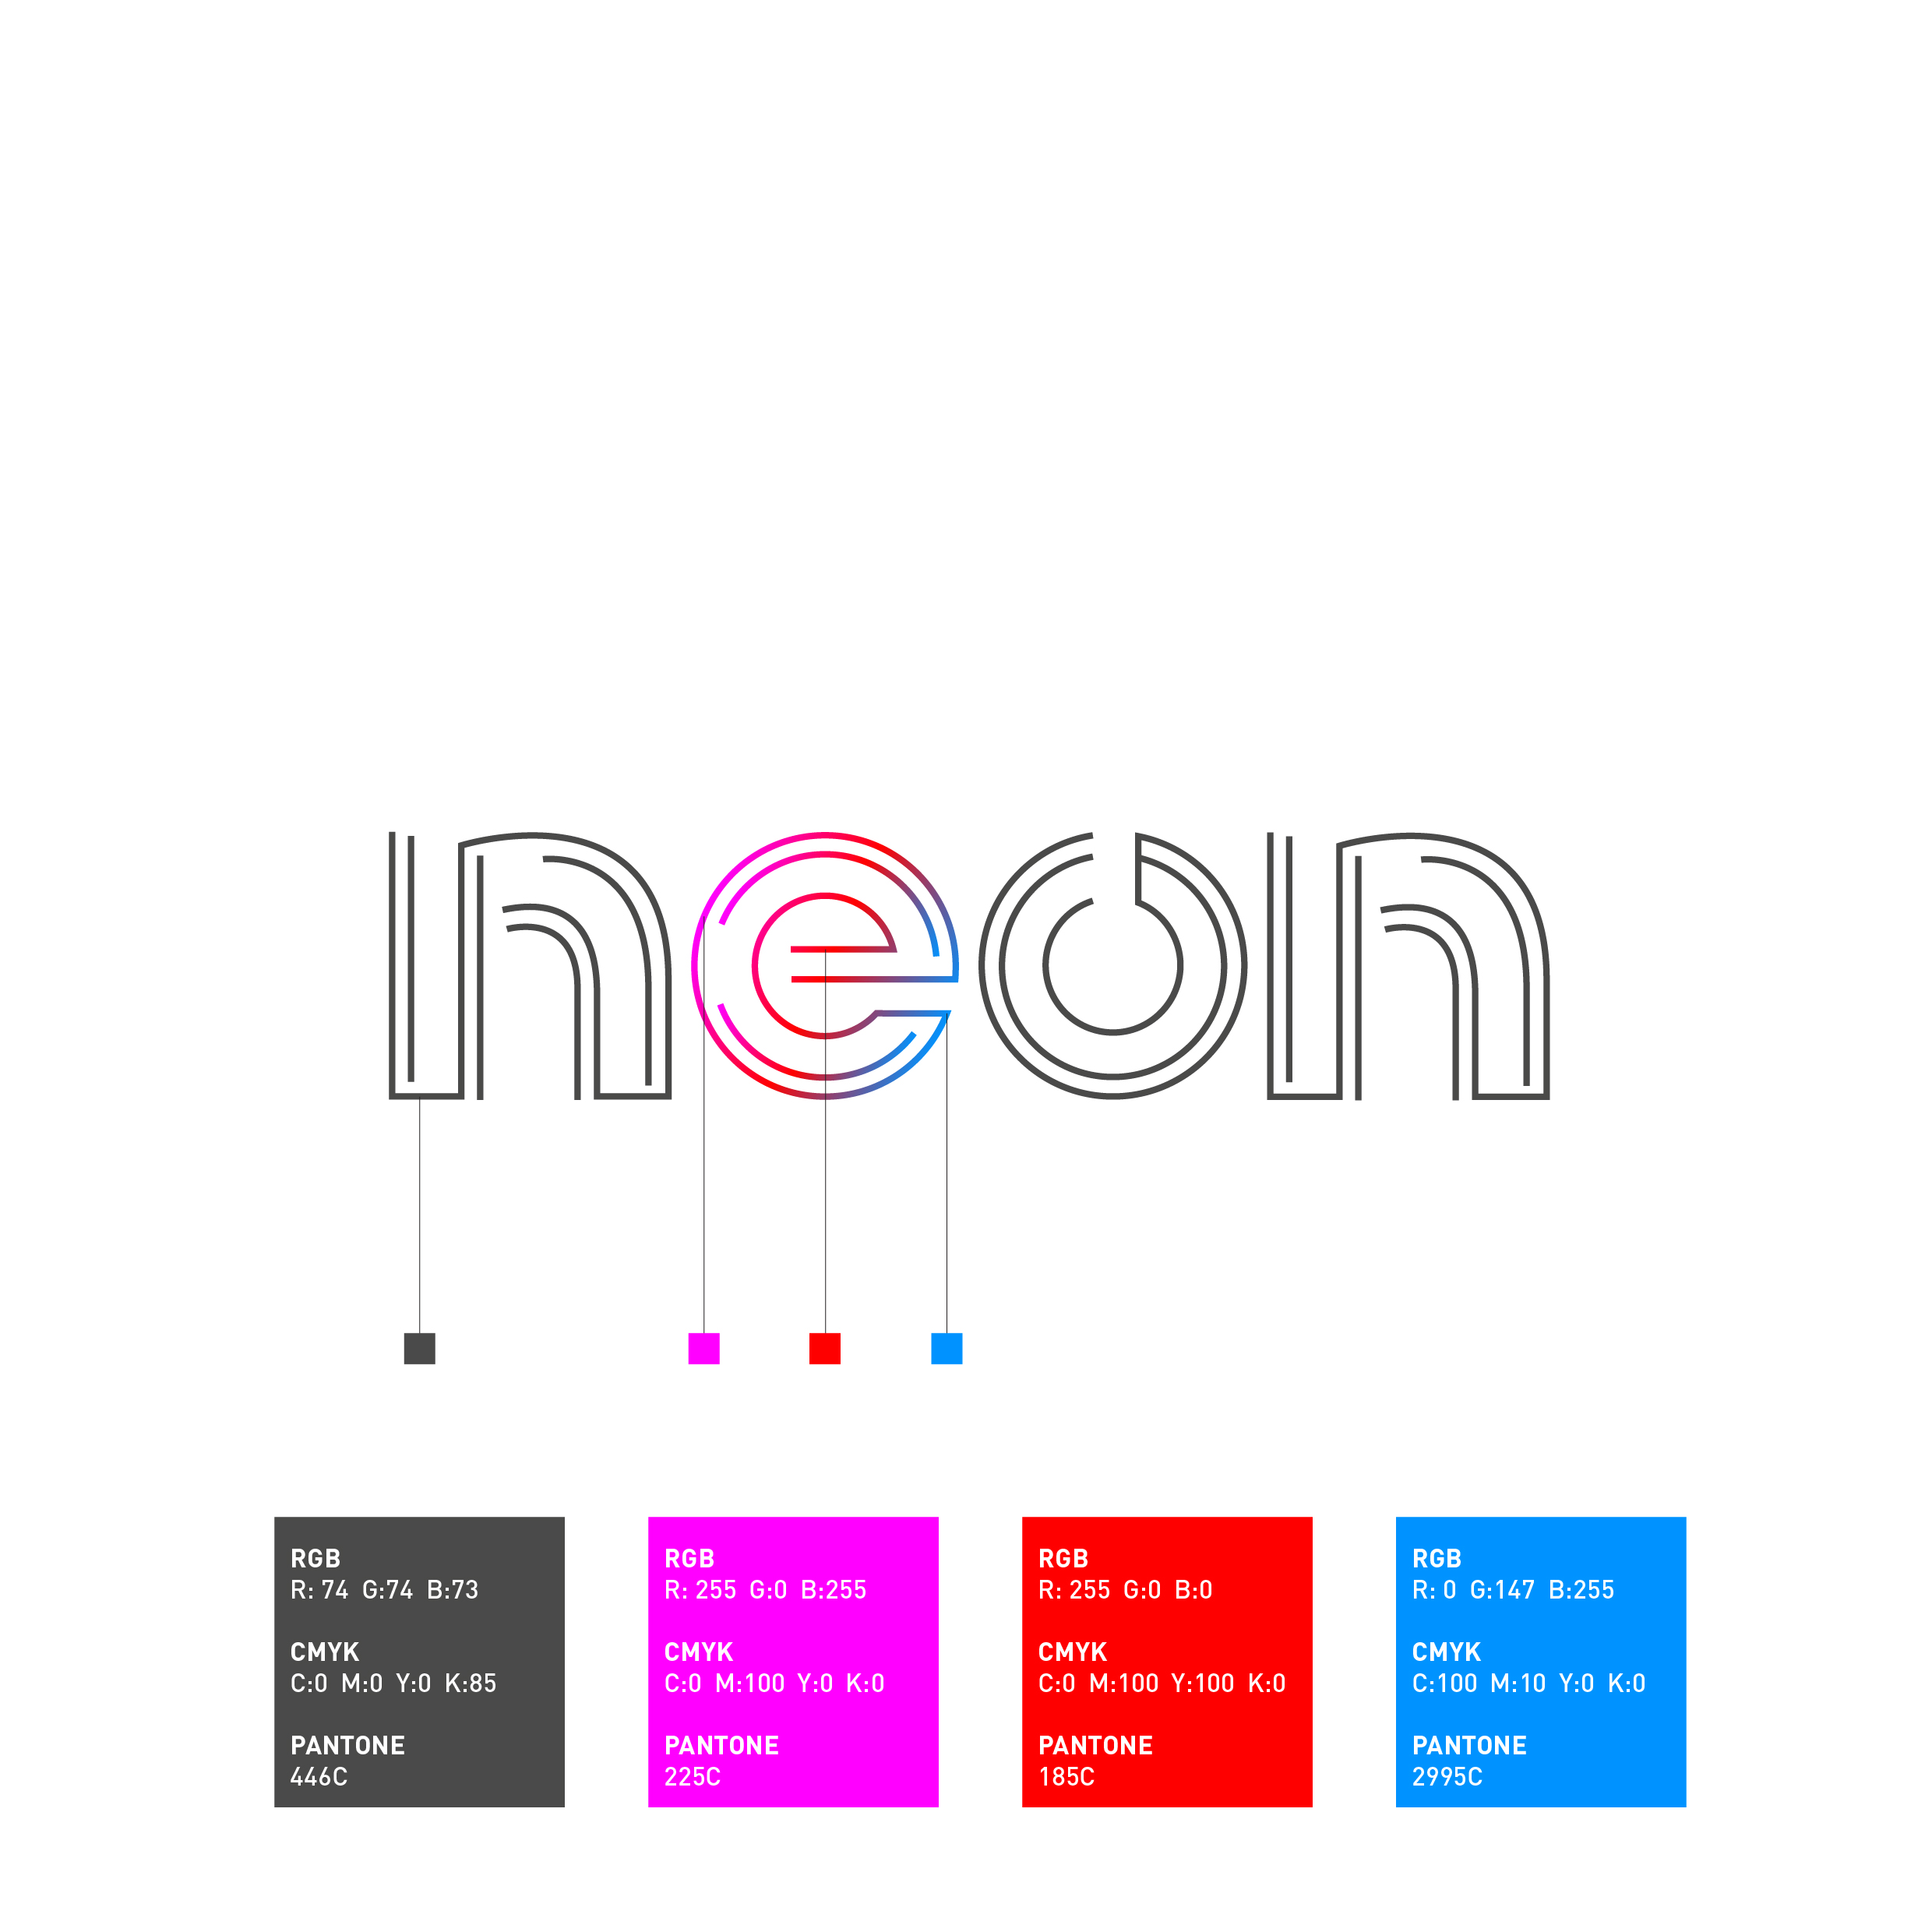 neon
RGB
R: 74 G:74 B:73
CMYK
C:0 M:0 Y:0 K:85
PANTONE
446C
RGB
R: 255 G:0 B:255
CMYK
C:0 M:100 Y:0 K:0
PANTONE
225C
RGB
R: 255 G:0 B:0
CMYK
C:0 M:100 Y:100 K:0
PANTONE
185C
RGB
R: 0 G:147 B:255
CMYK
C:100 M:10 Y:0 K:0
PANTONE
2995C